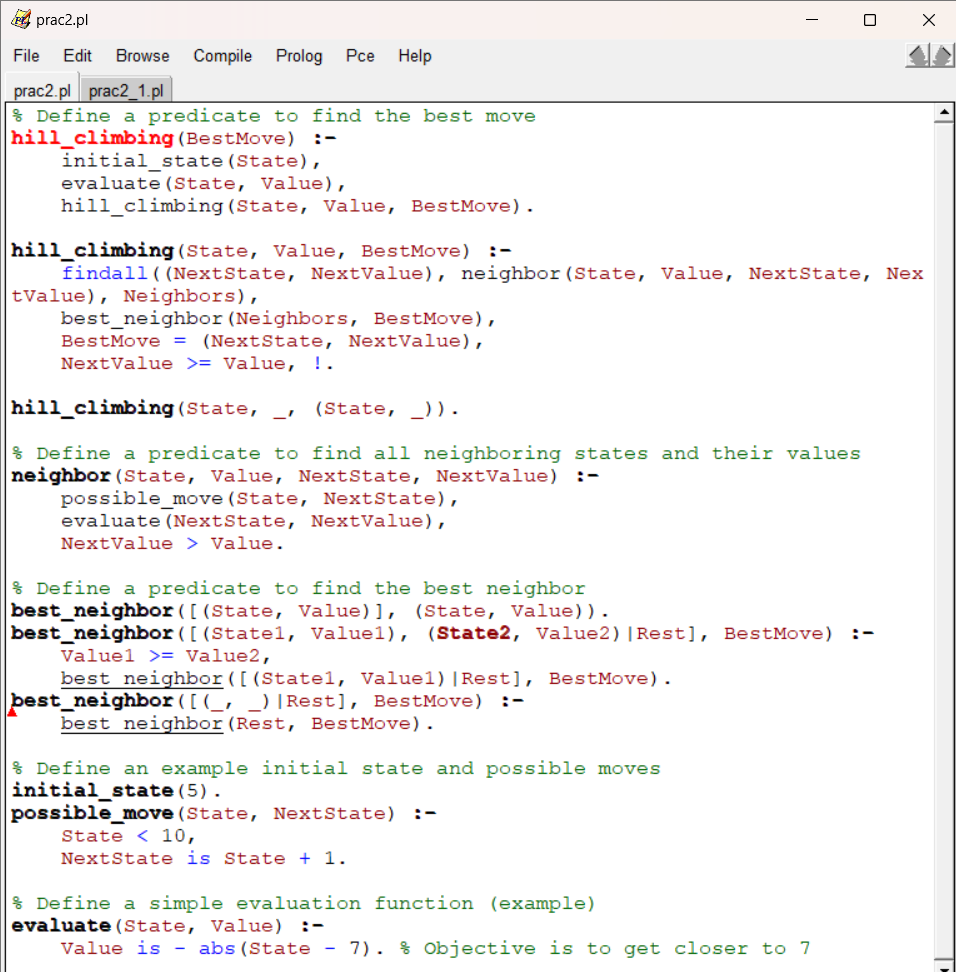 prac2.pl
File Edit Browse Compile Prolog Pce Help
prac2.pl prac2_1.pl
% Define a predicate to find the best move
hill_climbing(BestMove) :-
    initial_state(State),
    evaluate(State, Value),
    hill_climbing(State, Value, BestMove).

hill_climbing(State, Value, BestMove) :-
    findall((NextState, NextValue), neighbor(State, Value, NextState, Nex
tValue), Neighbors),
    best_neighbor(Neighbors, BestMove),
    BestMove = (NextState, NextValue),
    NextValue >= Value, !.

hill_climbing(State, _, (State, _)).

% Define a predicate to find all neighboring states and their values
neighbor(State, Value, NextState, NextValue) :-
    possible_move(State, NextState),
    evaluate(NextState, NextValue),
    NextValue > Value.

% Define a predicate to find the best neighbor
best_neighbor([(State, Value)], (State, Value)).
best_neighbor([(State1, Value1), (State2, Value2)|Rest], BestMove) :-
    Value1 >= Value2,
    best_neighbor([(State1, Value1)|Rest], BestMove).
best_neighbor([(_, _)|Rest], BestMove) :-
    best_neighbor(Rest, BestMove).

% Define an example initial state and possible moves
initial_state(5).
possible_move(State, NextState) :-
    State < 10,
    NextState is State + 1.

% Define a simple evaluation function (example)
evaluate(State, Value) :-
    Value is - abs(State - 7). % Objective is to get closer to 7